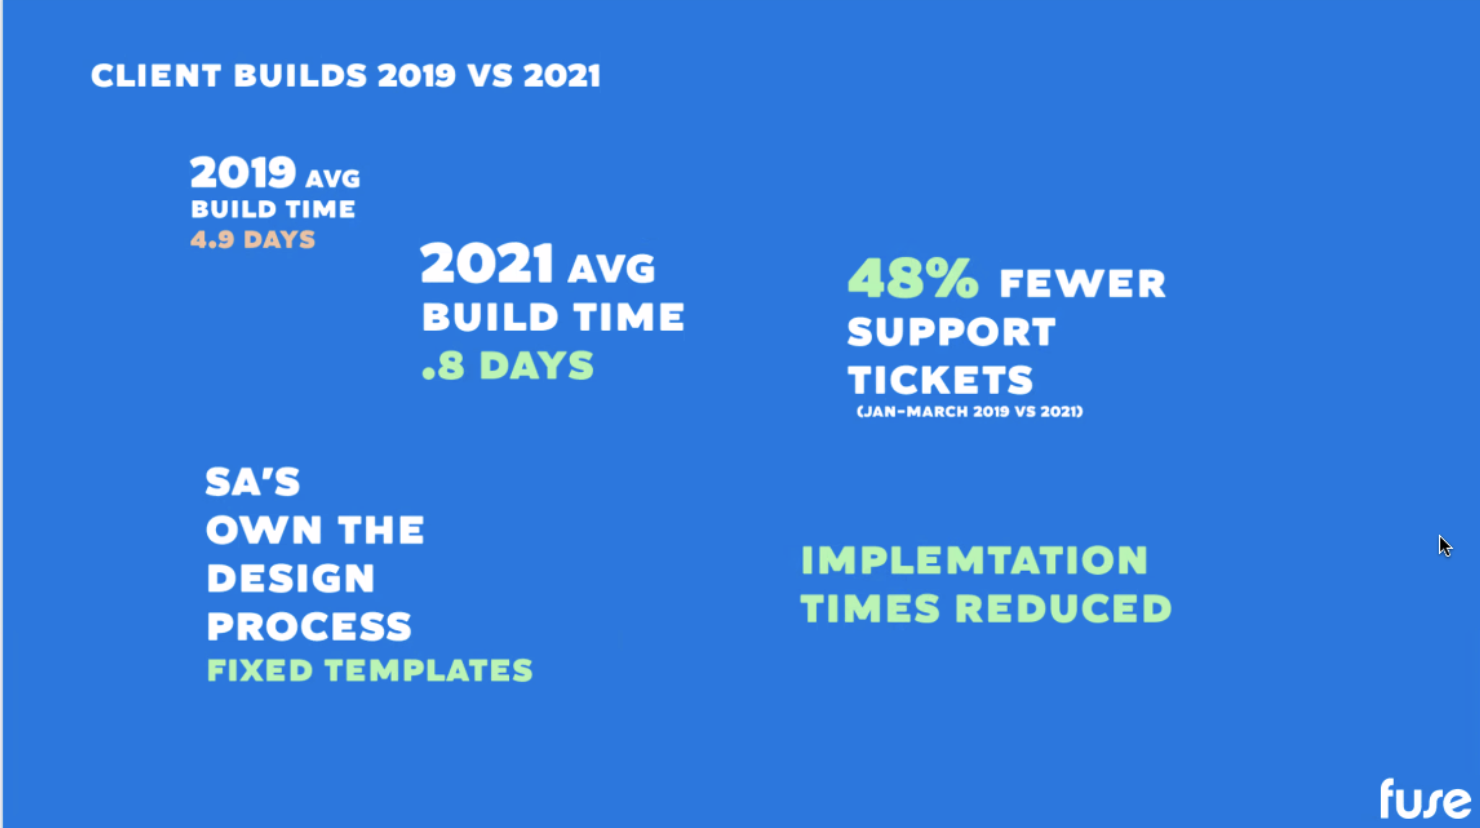 CLIENT BUILDS 2019 VS 2021
2019 AVG
BUILD TIME
4.9 DAYS
2021 AVG
BUILD TIME
.8 DAYS
48% FEWER
SUPPORT
TICKETS
(JAN-MARCH 2019 VS 2021)
SA'S
OWN THE
DESIGN
PROCESS
FIXED TEMPLATES
IMPLEMTATION
TIMES REDUCED
fuse